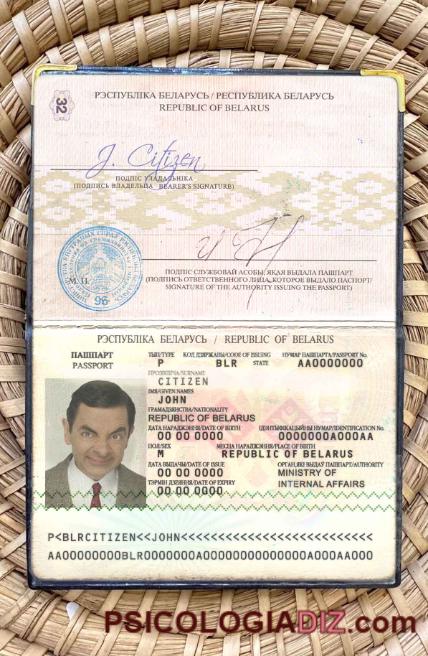 32
РЭСПУБЛІКА БЕЛАРУСЬ / РЕСПУБЛИКА БЕЛАРУСЬ
REPUBLIC OF BELARUS
J. Citizen
ПОДПІС УЛАДАЛЬНІКА
(ПОДПИСЬ ВЛАДЕЛЬЦА BEARER'S SIGNATURE)
М.П.
96
ПОДПІС СЛУЖБОВАЙ АСОБЫ, ЯКАЯ ВЫДАЛА ПАШПАРТ
(ПОДПИСЬ ОТВЕТСТВЕННОГО ЛИЦА, КОТОРОЕ ВЫДАЛО ПАСПОРТ/
SIGNATURE OF THE AUTHORITY ISSUING THE PASSPORT)
РЭСПУБЛІКА БЕЛАРУСЬ / REPUBLIC OF BELARUS
ПАШПАРТ
PASSPORT
ТЫП/TYPE КОД ДЗЯРЖАВЫ/CODE OF ISSUING НУМАР ПАШПАРТА/PASSPORT No.
P BLR STATE AA0000000
ПРОЗВІШЧА/SURNAME
CITIZEN
ІМЯ/GIVEN NAMES
JOHN
ГРАМАДЗЯНСТВА/NATIONALITY
REPUBLIC OF BELARUS
ДАТА НАРАДЖЭННЯ/DATE OF BIRTH ІДЭНТЫФІКАЦЫЙНЫ НУМАР/IDENTIFICATION No.
00 00 0000 0000000A000AA0
ПОЛ/SEX МЕСЦА НАРАДЖЭННЯ/PLACE OF BIRTH
M REPUBLIC OF BELARUS
ДАТА ВЫДАЧЫ/DATE OF ISSUE ОРГАН, ЯКІ ВЫДАЎ ПАШПАРТ/AUTHORITY
00 00 0000 MINISTRY OF
ТЭРМІН ДЗЕЯННЯ/DATE OF EXPIRY INTERNAL AFFAIRS
00 00 0000
P<BLRCITIZEN<<JOHN<<<<<<<<<<<<<<<<<<<<<<<<<<
AA00000000BLR0000000A00000000000000A000AA000
PSICOLOGIADIZ.com